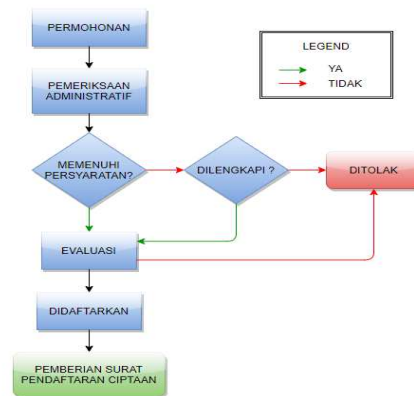 PERMOHONAN
LEGEND
YA
TIDAK
PEMERIKSAAN
ADMINISTRATIF
MEMENUHI
PERSYARATAN?
DILENGKAPI ?
DITOLAK
EVALUASI
DIDAFTARKAN
PEMBERIAN SURAT
PENDAFTARAN CIPTAAN